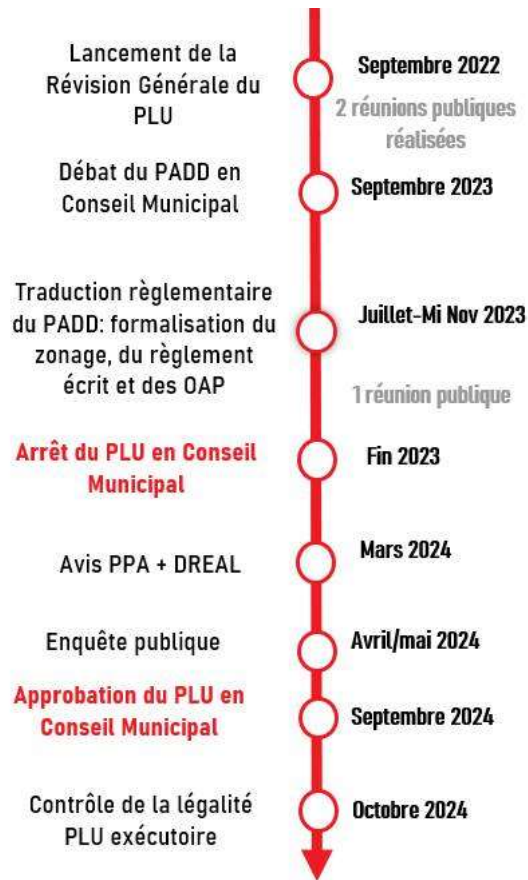 Lancement de la
Révision Générale du
PLU
Septembre 2022
2 réunions publiques
réalisées
Débat du PADD en
Conseil Municipal
Septembre 2023
Traduction règlementaire
du PADD: formalisation du
zonage, du règlement
écrit et des OAP
Juillet-Mi Nov 2023
1 réunion publique
Arrêt du PLU en Conseil
Municipal
Fin 2023
Avis PPA + DREAL
Mars 2024
Enquête publique
Avril/mai 2024
Approbation du PLU en
Conseil Municipal
Septembre 2024
Contrôle de la légalité
PLU exécutoire
Octobre 2024